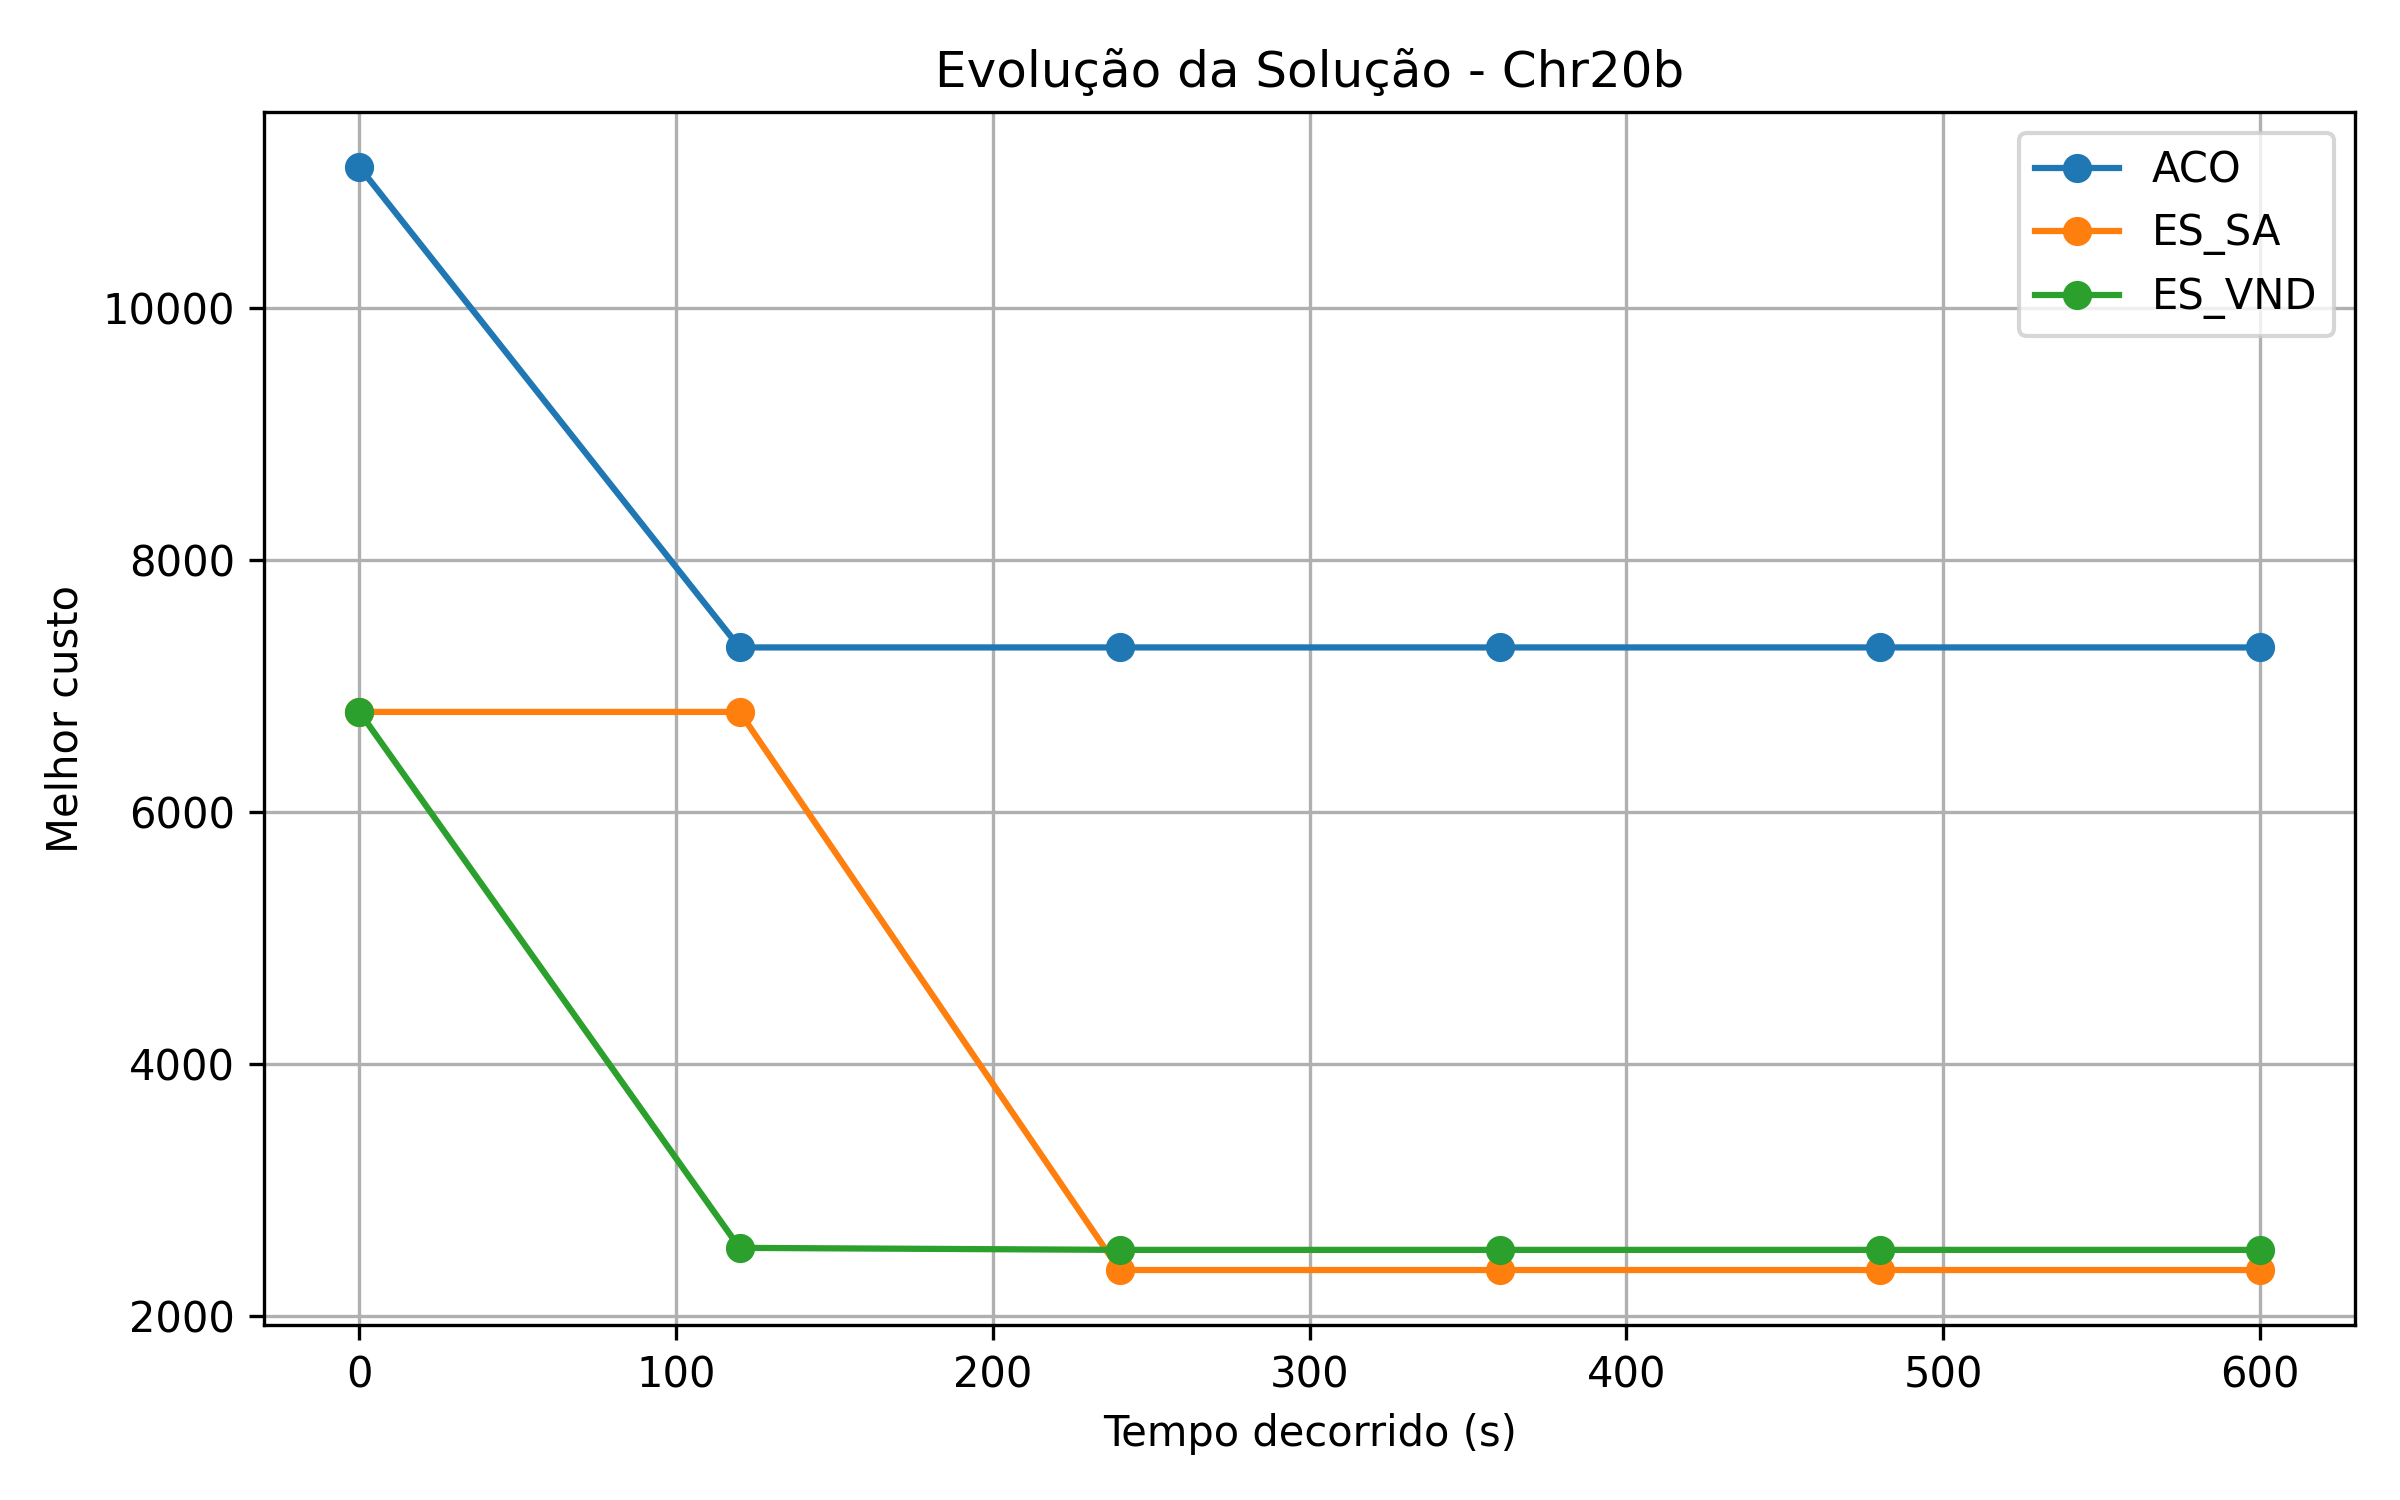 Evolução da Solução - Chr20b
ACO
ES_SA
ES_VND
Melhor custo
10000
8000
6000
4000
2000
0 100 200 300 400 500 600
Tempo decorrido (s)